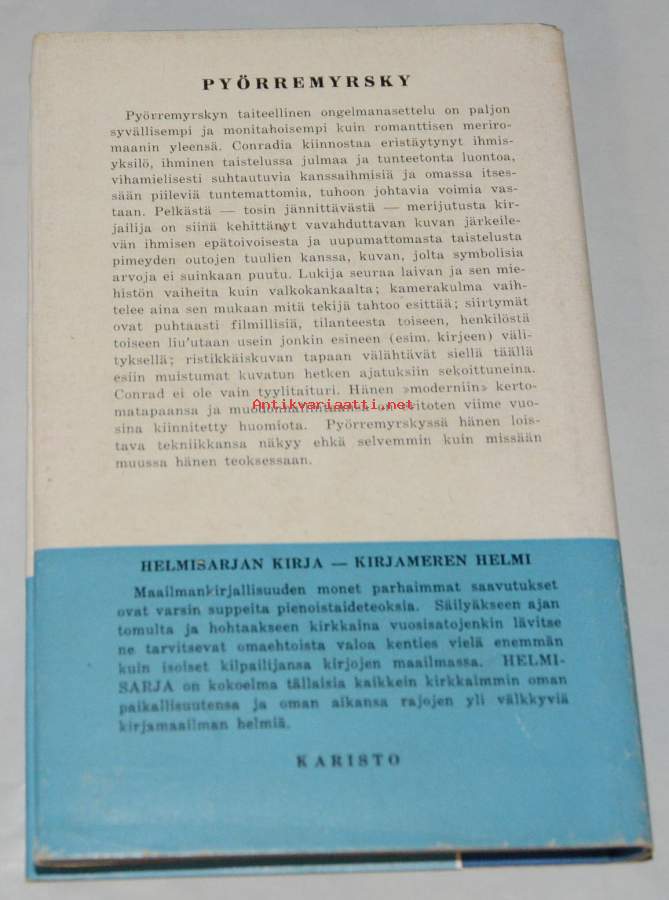 PYÖRREMYRSKY
Pyörremyrskyn taiteellinen ongelmanasettelu on paljon
syvällisempi ja monitahoisempi kuin romanttisen meriro-
maanin yleensä. Conradia kiinnostaa eristäytynyt ihmis-
yksilö, ihminen taistelussa julmaa ja tunteetonta luontoa,
vihamielisesti suhtautuvia kanssaihmisiä ja omassa itses-
sään piileviä tuntemattomia, tuhoon johtavia voimia vas-
taan. Pelkästä — tosin jännittävästä — merijutusta kir-
jailija on siinä kehittänyt vavahduttavan kuvan järkeile-
vän ihmisen epätoivoisesta ja uupumattomasta taistelusta
pimeyden outojen tuulien kanssa, kuvan, jolta symbolisia
arvoja ei suinkaan puutu. Lukija seuraa laivan ja sen mie-
histön vaiheita kuin valkokankaalta; kamerakulma vaih-
telee aina sen mukaan mitä tekijä tahtoo esittää; siirtymät
ovat puhtaasti filmillisiä, tilanteesta toiseen, henkilöstä
toiseen liu'utaan usein jonkin esineen (esim. kirjeen) väli-
tyksellä; ristikkäiskuvan tapaan välähtävät siellä täällä
esiin muistumat kuvatun hetken ajatuksiin sekoittuneina.
Conrad ei ole vain tyylitaituri. Hänen »moderniin» kerto-
matapaansa ja on viime vuo-
Antikvariaatti.net
sina kiinnitetty huomiota. Pyörremyrskyssä hänen lois-
tava tekniikkansa näkyy ehkä selvemmin kuin missään
muussa hänen teoksessaan.
HELMISARJAN KIRJA — KIRJAMEREN HELMI
Maailmankirjallisuuden monet parhaimmat saavutukset
ovat varsin suppeita pienoistaideteoksia. Säilyäkseen ajan
tomulta ja hohtaakseen kirkkaina vuosisatojenkin lävitse
ne tarvitsevat omaehtoista valoa kenties vielä enemmän
kuin isoiset kilpailijansa kirjojen maailmassa. HELMI-
SARJA on kokoelma tällaisia kaikkein kirkkaimmin oman
paikallisuutensa ja oman aikansa rajojen yli välkkyviä
kirjamaailman helmiä.
KARISTO